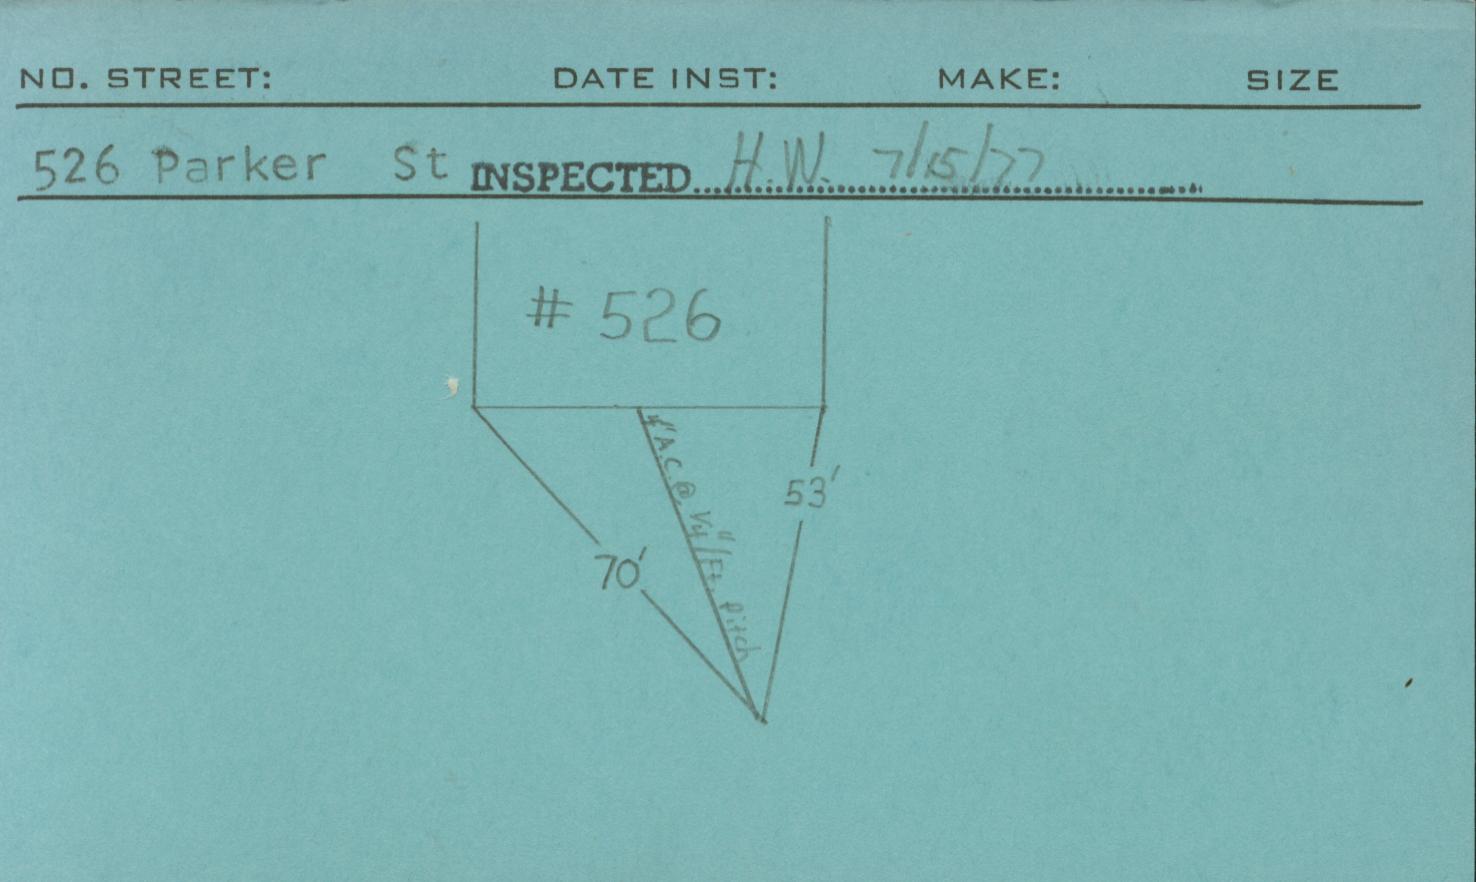 NO. STREET: DATE INST: MAKE: SIZE
526 Parker St INSPECTED H.W. 7/15/77
# 526
4" A.C. @ 1/4"/Ft. pitch
53'
70'